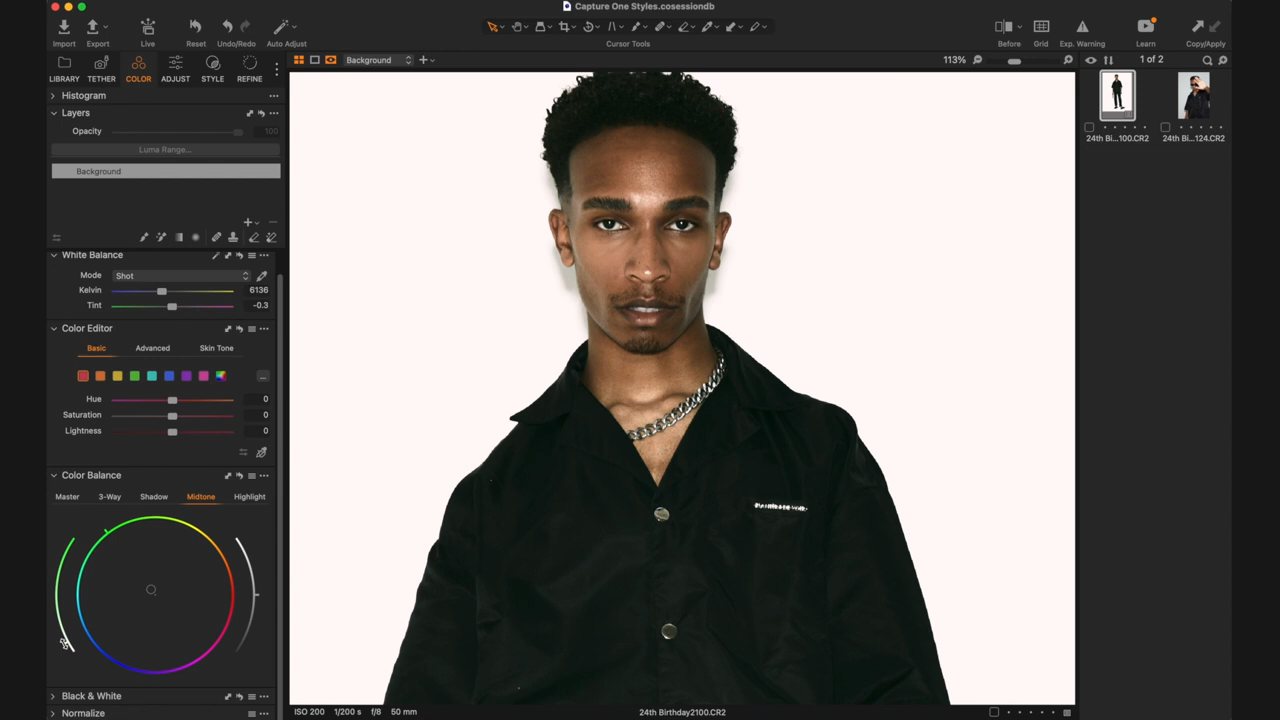 Capture One Styles.cosessiondb
Import Export Live Reset Undo/Redo Auto Adjust Cursor Tools Before Grid Exp. Warning Learn Copy/Apply
Background 113% 1 of 2
LIBRARY TETHER COLOR ADJUST STYLE REFINE
Histogram
Layers
Opacity 100
Luma Range...
Background
24th Bi...100.CR2 24th Bi...124.CR2
White Balance
Mode Shot
Kelvin 6136
Tint -0.3
Color Editor
Basic Advanced Skin Tone
Hue 0
Saturation 0
Lightness 0
Color Balance
Master 3-Way Shadow Midtone Highlight
Black & White
Normalize
ISO 200 1/200 s f/8 50 mm 24th Birthday2100.CR2